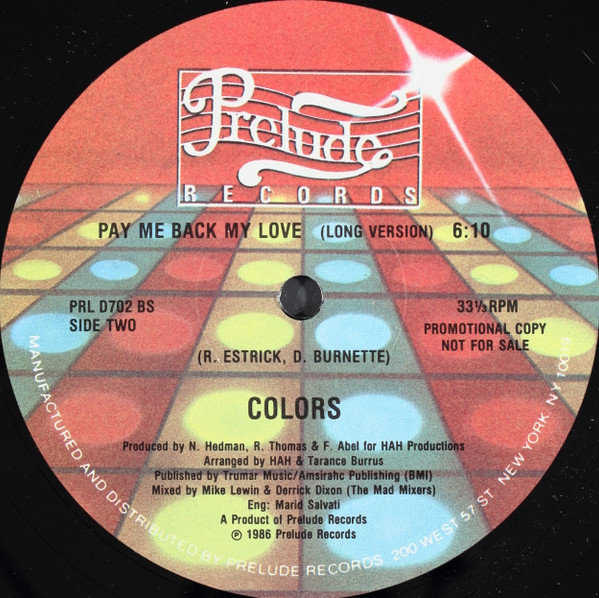 Prelude
RECORDS
PAY ME BACK MY LOVE (LONG VERSION) 6:10
PRL D702 BS
SIDE TWO
33⅓RPM
PROMOTIONAL COPY
NOT FOR SALE
(R. ESTRICK, D. BURNETTE)
COLORS
Produced by N. Hedman, R. Thomas & F. Abel for HAH Productions
Arranged by HAH & Tarance Burrus
Published by Trumar Music/Amsirahc Publishing (BMI)
Mixed by Mike Lewin & Derrick Dixon (The Mad Mixers)
Eng: Marid Salvati
A Product of Prelude Records
℗ 1986 Prelude Records
MANUFACTURED AND DISTRIBUTED BY PRELUDE RECORDS 200 WEST 57 ST NEW YORK, NY 10019